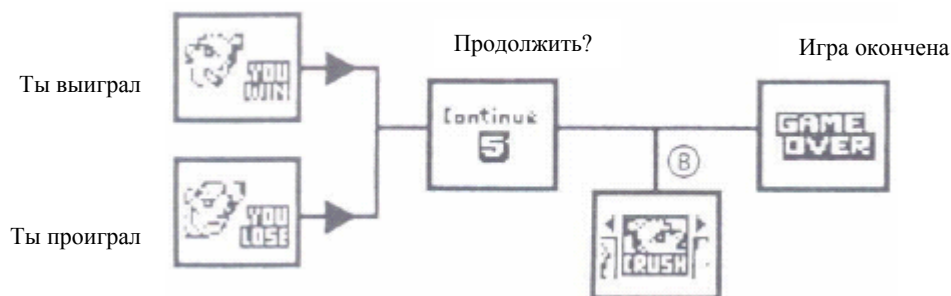 Продолжить?
Игра окончена
Ты выиграл
YOU
WIN
Continue
5
GAME
OVER
B
Ты проиграл
YOU
LOSE
CRUSH